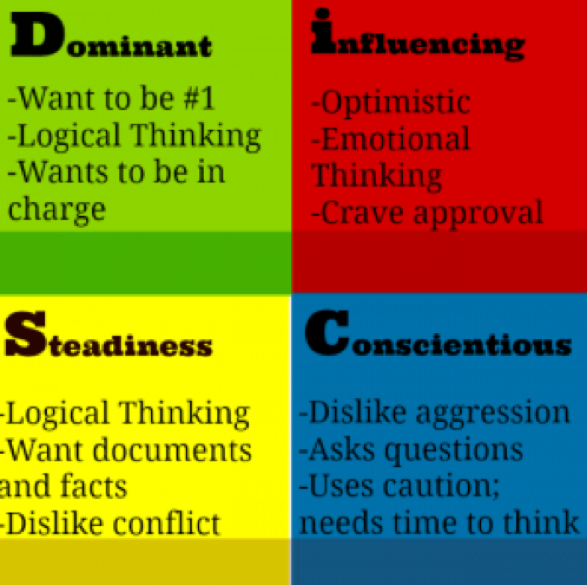 Dominant
-Want to be #1
-Logical Thinking
-Wants to be in
charge
influencing
-Optimistic
-Emotional
Thinking
-Crave approval
Steadiness
-Logical Thinking
-Want documents
and facts
-Dislike conflict
Conscientious
-Dislike aggression
-Asks questions
-Uses caution;
needs time to think